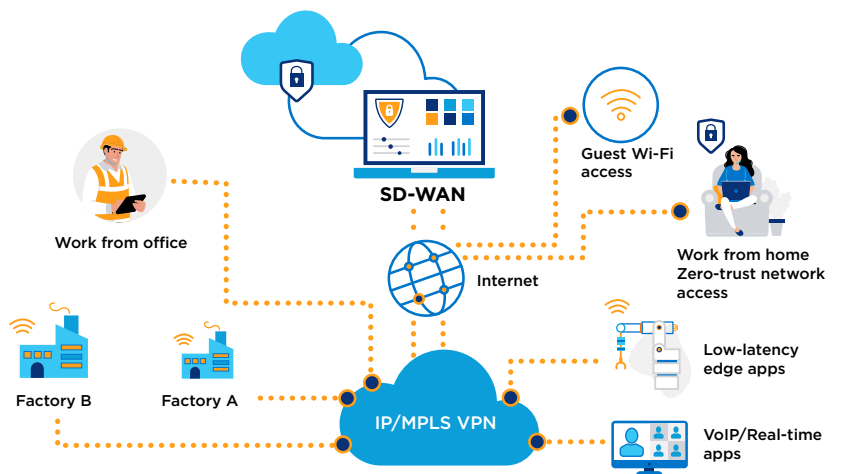 SD-WAN
Guest Wi-Fi
access
Work from office
Internet
Work from home
Zero-trust network
access
Low-latency
edge apps
Factory B
Factory A
IP/MPLS VPN
VoIP/Real-time
apps